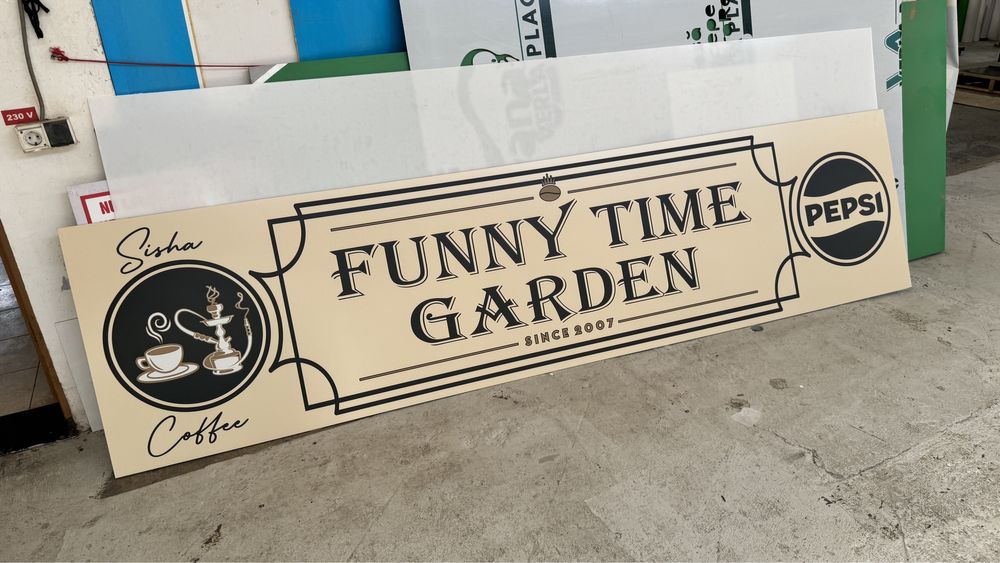 230 V
Sisha
Coffee
FUNNY TIME
GARDEN
SINCE 2007
PEPSI